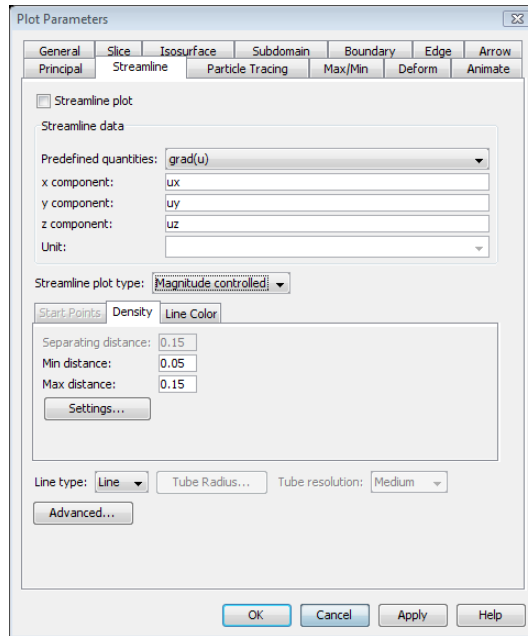 Plot Parameters
General Slice Isosurface Subdomain Boundary Edge Arrow
Principal Streamline Particle Tracing Max/Min Deform Animate
Streamline plot
Streamline data
Predefined quantities: grad(u)
x component: ux
y component: uy
z component: uz
Unit:
Streamline plot type: Magnitude controlled
Start Points Density Line Color
Separating distance: 0.15
Min distance: 0.05
Max distance: 0.15
Settings...
Line type: Line Tube Radius... Tube resolution: Medium
Advanced...
OK Cancel Apply Help